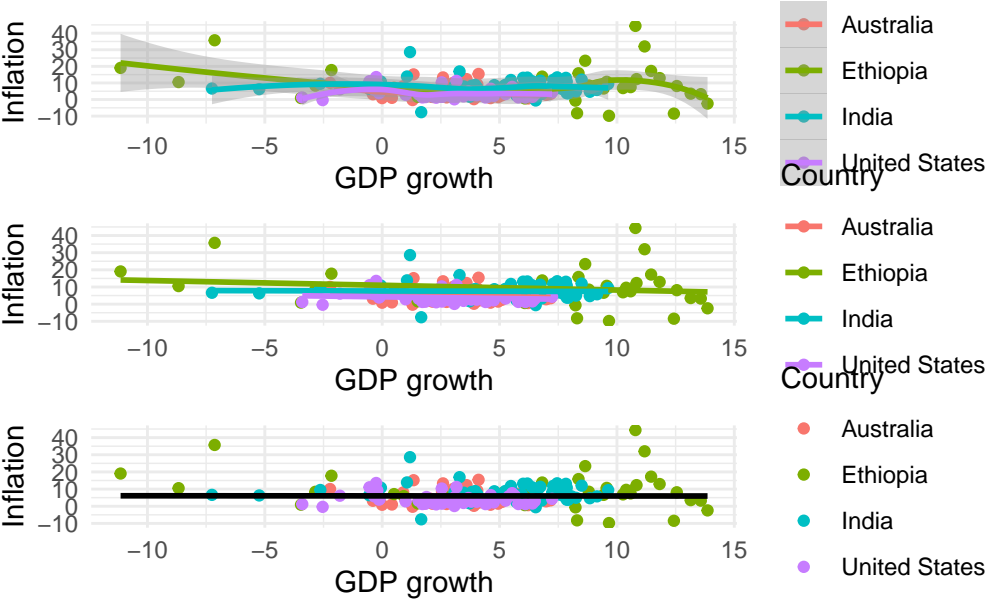 Inflation
40
30
20
10
0
−10
−10
−5
0
5
10
15
GDP growth
Australia
Ethiopia
India
United States
Country
Inflation
40
30
20
10
0
−10
−10
−5
0
5
10
15
GDP growth
Australia
Ethiopia
India
United States
Country
Inflation
40
30
20
10
0
−10
−10
−5
0
5
10
15
GDP growth
Australia
Ethiopia
India
United States